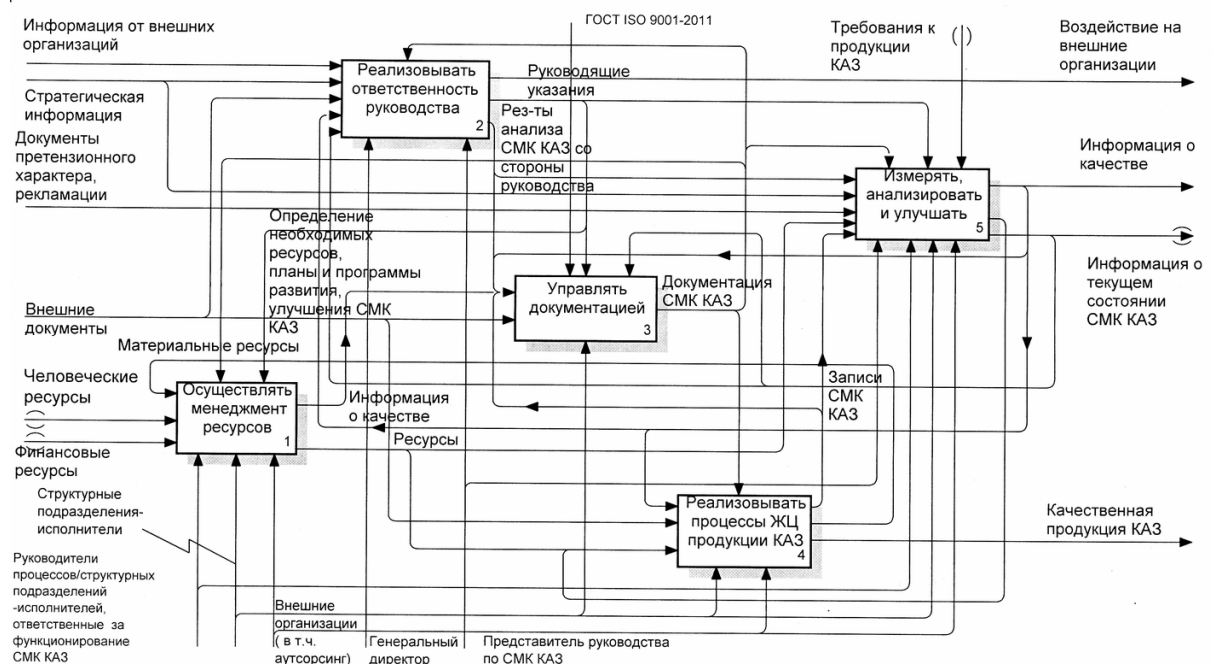 ГОСТ ISO 9001-2011
Информация от внешних
организаций
Требования к
продукции
КАЗ
Воздействие на
внешние
организации
Стратегическая
информация
Документы
претензионного
характера,
рекламации
Реализовывать
ответственность
руководства
2
Руководящие
указания
Рез-ты
анализа
СМК КАЗ со
стороны
руководства
Измерять,
анализировать
и улучшать
5
Информация о
качестве
Определение
необходимых
ресурсов,
планы и программы
развития,
улучшения СМК
КАЗ
Управлять
документацией
3
Документация
СМК КАЗ
Информация о
текущем
состоянии
СМК КАЗ
Внешние
документы
Материальные ресурсы
Человеческие
ресурсы
Финансовые
ресурсы
Осуществлять
менеджмент
ресурсов
1
Информация
о качестве
Ресурсы
Записи
СМК
КАЗ
Структурные
подразделения-
исполнители
Реализовывать
процессы ЖЦ
продукции КАЗ
4
Качественная
продукция КАЗ
Руководители
процессов/структурных
подразделений
-исполнителей,
ответственные за
функционирование
СМК КАЗ
Внешние
организации
( в т.ч.
аутсорсинг)
Генеральный
директор
Представитель руководства
по СМК КАЗ